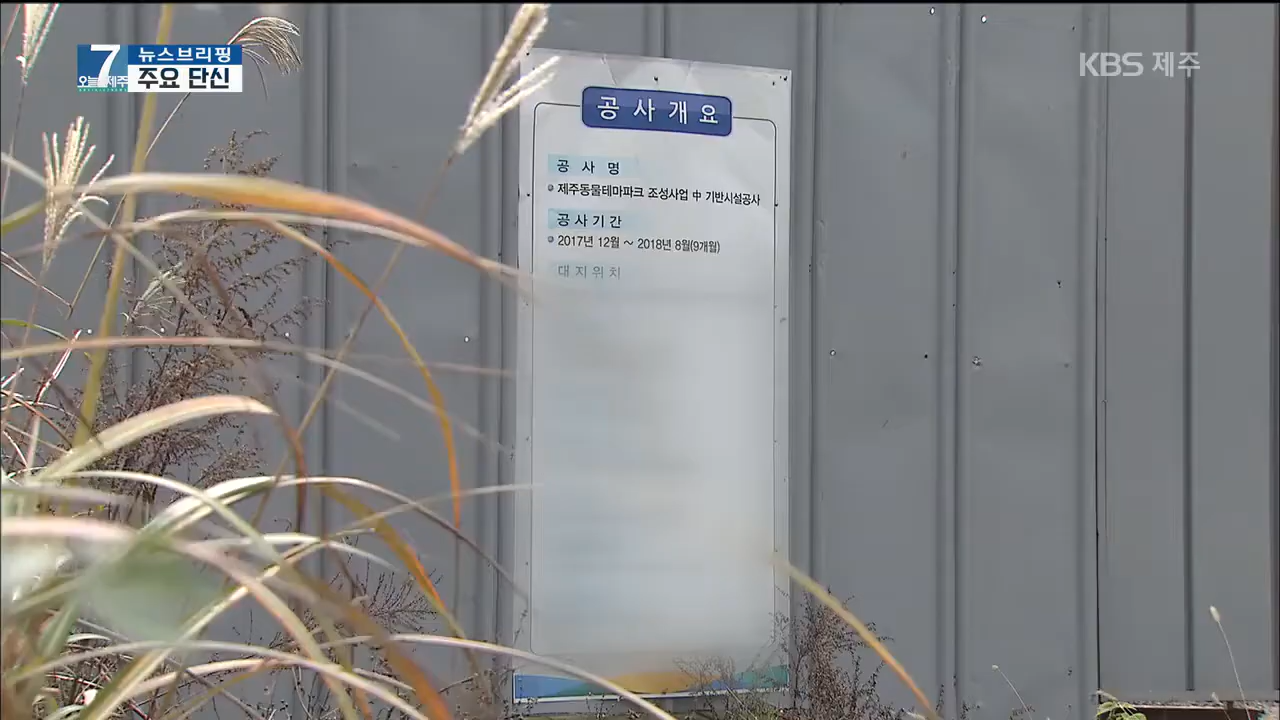 7
오늘 제주
뉴스브리핑
주요 단신
KBS 제주
공사개요
공사명
제주동물테마파크 조성사업 中 기반시설공사
공사기간
2017년 12월 ~ 2018년 8월(9개월)
대지위치